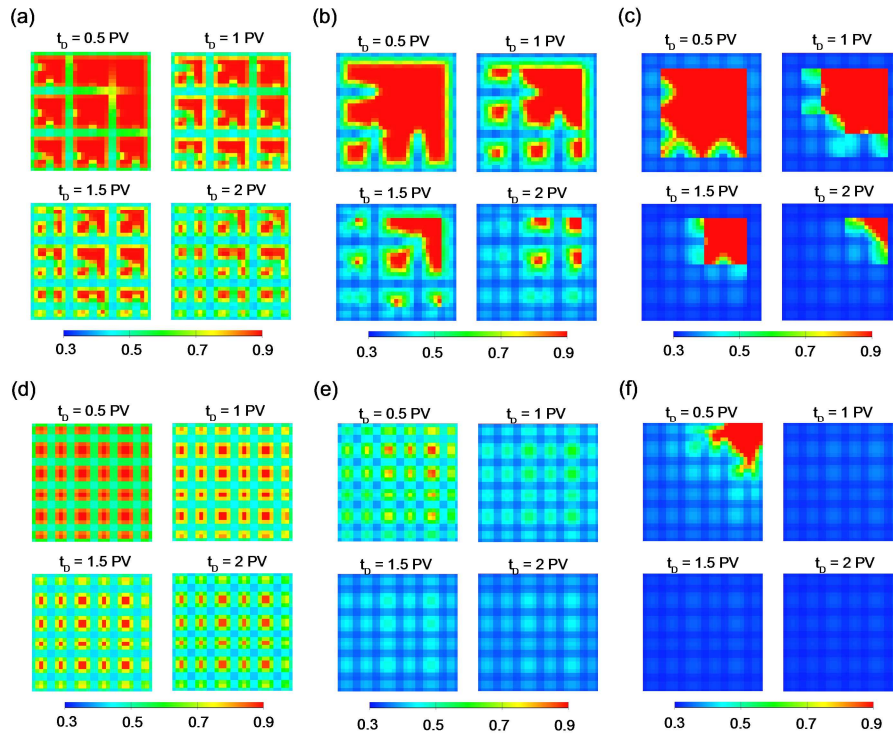 (a) (b) (c)
t_D = 0.5 PV t_D = 1 PV t_D = 0.5 PV t_D = 1 PV t_D = 0.5 PV t_D = 1 PV
t_D = 1.5 PV t_D = 2 PV t_D = 1.5 PV t_D = 2 PV t_D = 1.5 PV t_D = 2 PV
0.3 0.5 0.7 0.9 0.3 0.5 0.7 0.9 0.3 0.5 0.7 0.9
(d) (e) (f)
t_D = 0.5 PV t_D = 1 PV t_D = 0.5 PV t_D = 1 PV t_D = 0.5 PV t_D = 1 PV
t_D = 1.5 PV t_D = 2 PV t_D = 1.5 PV t_D = 2 PV t_D = 1.5 PV t_D = 2 PV
0.3 0.5 0.7 0.9 0.3 0.5 0.7 0.9 0.3 0.5 0.7 0.9